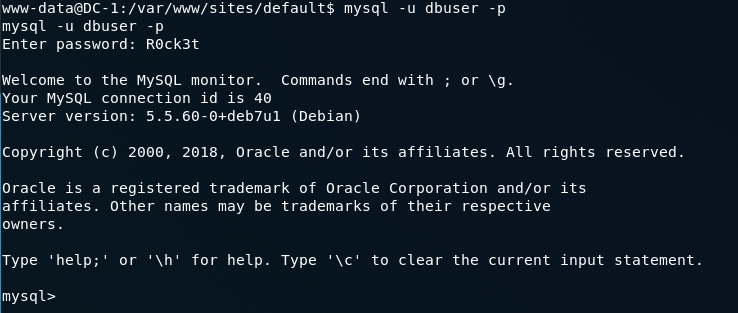 www-data@DC-1:/var/www/sites/default$ mysql -u dbuser -p
mysql -u dbuser -p
Enter password: R0ck3t
Welcome to the MySQL monitor.  Commands end with ; or \g.
Your MySQL connection id is 40
Server version: 5.5.60-0+deb7u1 (Debian)
Copyright (c) 2000, 2018, Oracle and/or its affiliates. All rights reserved.
Oracle is a registered trademark of Oracle Corporation and/or its
affiliates. Other names may be trademarks of their respective
owners.
Type 'help;' or '\h' for help. Type '\c' to clear the current input statement.
mysql>